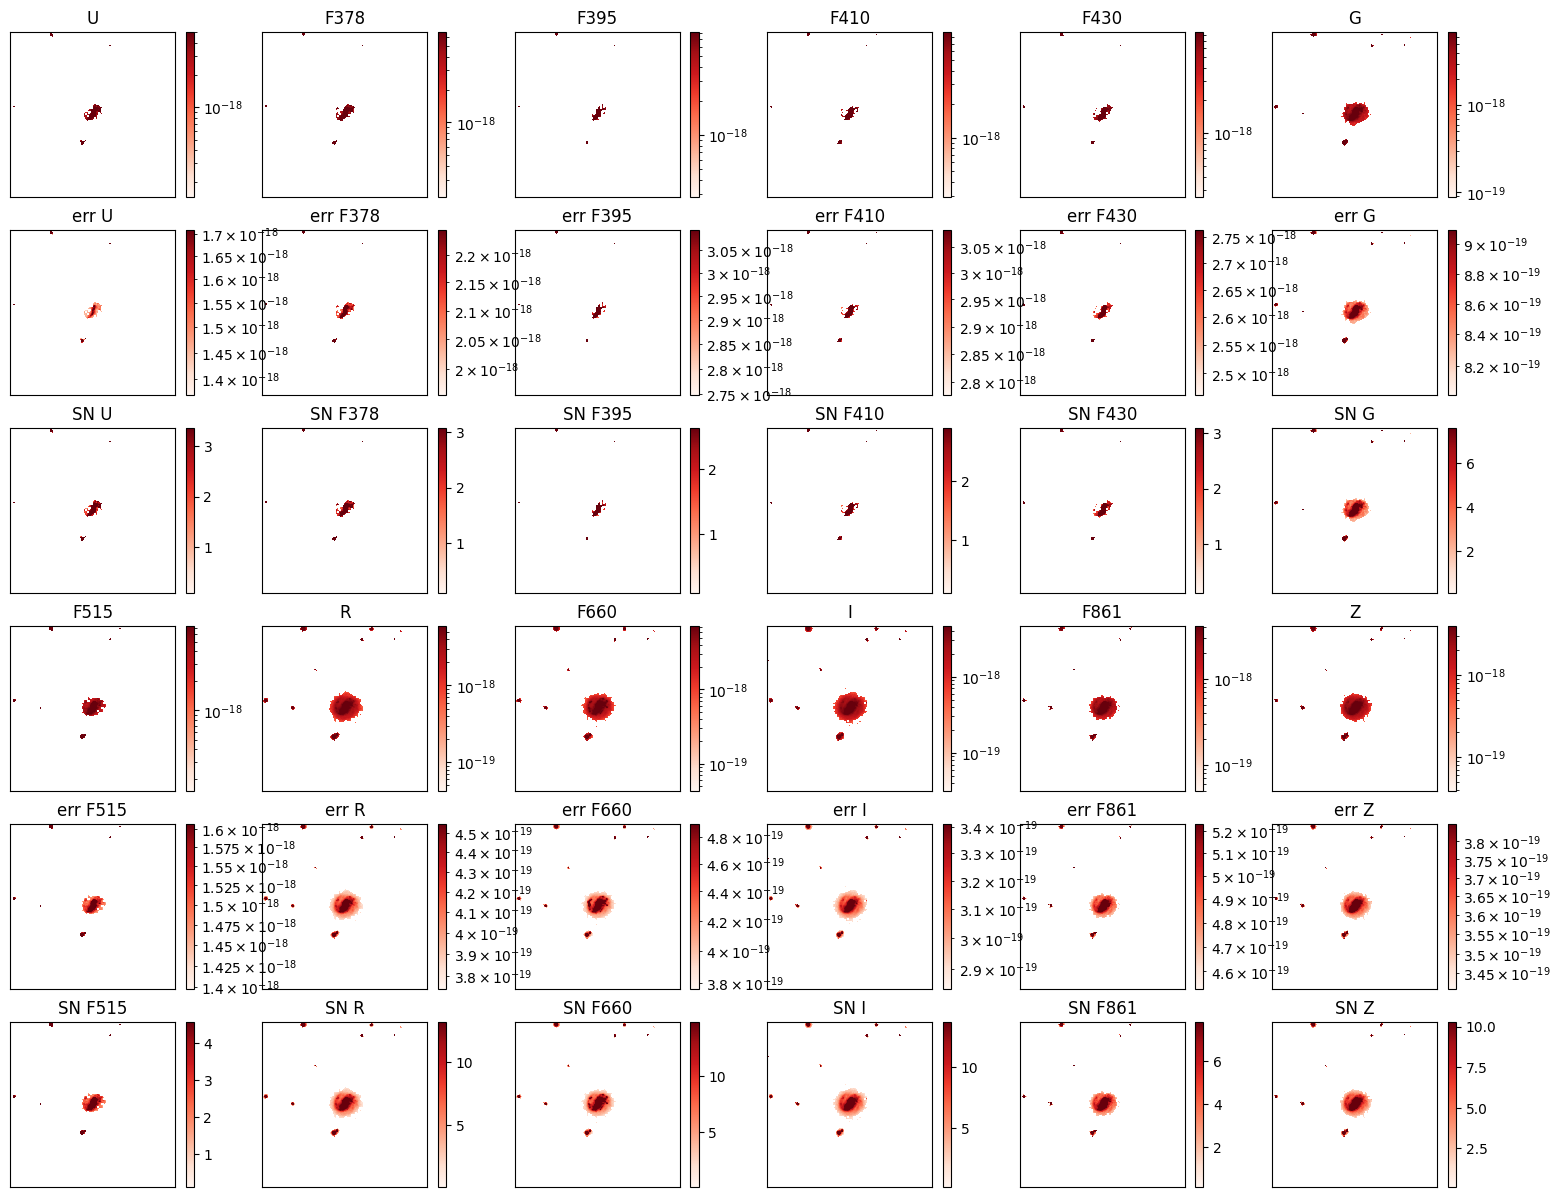 U
10⁻¹⁸
F378
10⁻¹⁸
F395
10⁻¹⁸
F410
10⁻¹⁸
F430
10⁻¹⁸
G
10⁻¹⁸
10⁻¹⁹
err U
1.7 × 10⁻¹⁸
1.65 × 10⁻¹⁸
1.6 × 10⁻¹⁸
1.55 × 10⁻¹⁸
1.5 × 10⁻¹⁸
1.45 × 10⁻¹⁸
1.4 × 10⁻¹⁸
err F378
2.2 × 10⁻¹⁸
2.15 × 10⁻¹⁸
2.1 × 10⁻¹⁸
2.05 × 10⁻¹⁸
2 × 10⁻¹⁸
err F395
3.05 × 10⁻¹⁸
3 × 10⁻¹⁸
2.95 × 10⁻¹⁸
2.9 × 10⁻¹⁸
2.85 × 10⁻¹⁸
2.8 × 10⁻¹⁸
2.75 × 10⁻¹⁸
err F410
3.05 × 10⁻¹⁸
3 × 10⁻¹⁸
2.95 × 10⁻¹⁸
2.9 × 10⁻¹⁸
2.85 × 10⁻¹⁸
2.8 × 10⁻¹⁸
err F430
2.75 × 10⁻¹⁸
2.7 × 10⁻¹⁸
2.65 × 10⁻¹⁸
2.6 × 10⁻¹⁸
2.55 × 10⁻¹⁸
2.5 × 10⁻¹⁸
err G
9 × 10⁻¹⁹
8.8 × 10⁻¹⁹
8.6 × 10⁻¹⁹
8.4 × 10⁻¹⁹
8.2 × 10⁻¹⁹
SN U
3
2
1
SN F378
3
2
1
SN F395
2
1
SN F410
2
1
SN F430
3
2
1
SN G
6
4
2
F515
10⁻¹⁸
R
10⁻¹⁸
10⁻¹⁹
F660
10⁻¹⁸
10⁻¹⁹
I
10⁻¹⁸
10⁻¹⁹
F861
10⁻¹⁸
10⁻¹⁹
Z
10⁻¹⁸
10⁻¹⁹
err F515
1.6 × 10⁻¹⁸
1.575 × 10⁻¹⁸
1.55 × 10⁻¹⁸
1.525 × 10⁻¹⁸
1.5 × 10⁻¹⁸
1.475 × 10⁻¹⁸
1.45 × 10⁻¹⁸
1.425 × 10⁻¹⁸
1.4 × 10⁻¹⁸
err R
4.5 × 10⁻¹⁹
4.4 × 10⁻¹⁹
4.3 × 10⁻¹⁹
4.2 × 10⁻¹⁹
4.1 × 10⁻¹⁹
4 × 10⁻¹⁹
3.9 × 10⁻¹⁹
3.8 × 10⁻¹⁹
err F660
4.8 × 10⁻¹⁹
4.6 × 10⁻¹⁹
4.4 × 10⁻¹⁹
4.2 × 10⁻¹⁹
4 × 10⁻¹⁹
3.8 × 10⁻¹⁹
err I
3.4 × 10⁻¹⁹
3.3 × 10⁻¹⁹
3.2 × 10⁻¹⁹
3.1 × 10⁻¹⁹
3 × 10⁻¹⁹
2.9 × 10⁻¹⁹
err F861
5.2 × 10⁻¹⁹
5.1 × 10⁻¹⁹
5 × 10⁻¹⁹
4.9 × 10⁻¹⁹
4.8 × 10⁻¹⁹
4.7 × 10⁻¹⁹
4.6 × 10⁻¹⁹
err Z
3.8 × 10⁻¹⁹
3.75 × 10⁻¹⁹
3.7 × 10⁻¹⁹
3.65 × 10⁻¹⁹
3.6 × 10⁻¹⁹
3.55 × 10⁻¹⁹
3.5 × 10⁻¹⁹
3.45 × 10⁻¹⁹
SN F515
4
3
2
1
SN R
10
5
SN F660
10
5
SN I
10
5
SN F861
6
4
2
SN Z
10.0
7.5
5.0
2.5